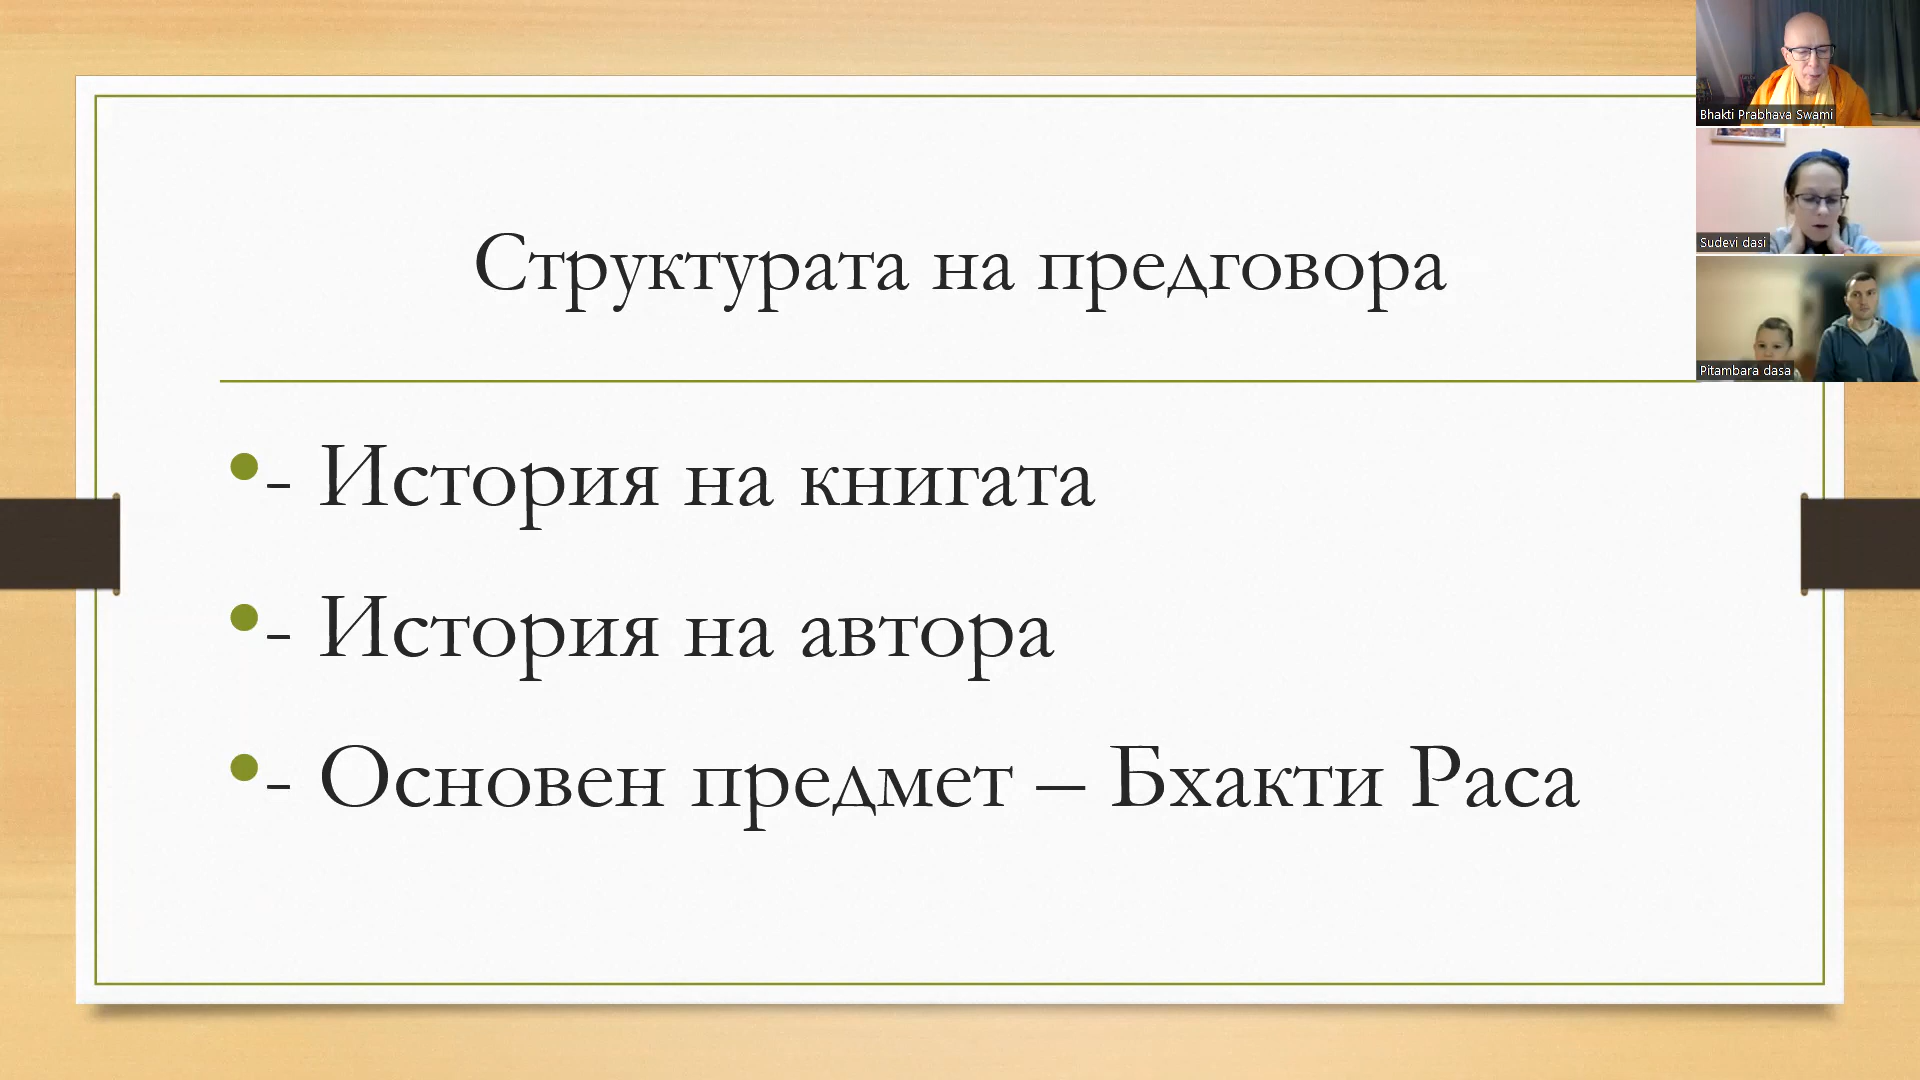 Структурата на предговора
- История на книгата
- История на автора
- Основен предмет – Бхакти Раса
Bhakti Prabhava Swami
Sudevi dasi
Pitambara dasa